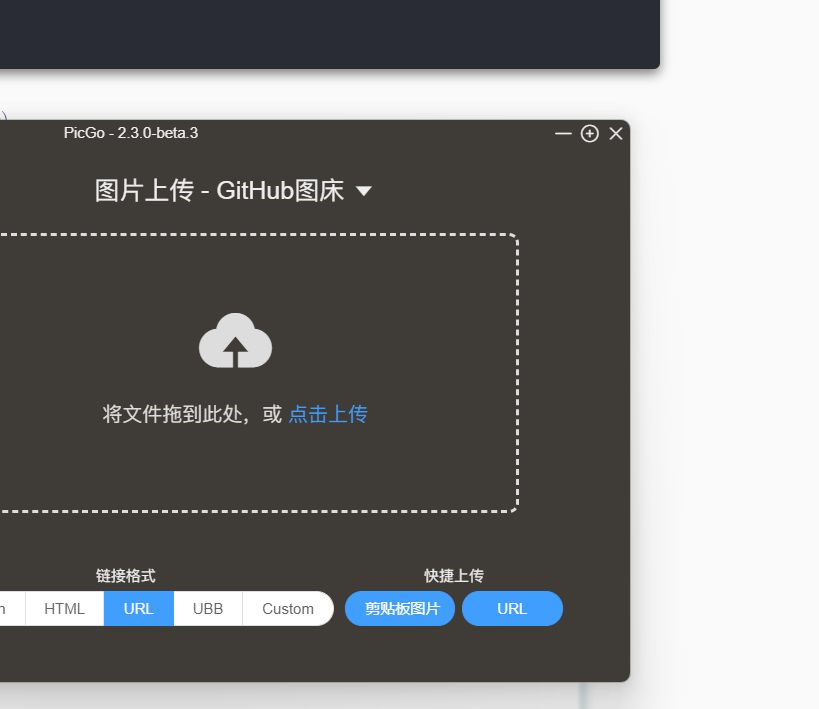 PicGo - 2.3.0-beta.3
图片上传 - GitHub图床
将文件拖到此处，或 点击上传
链接格式 快捷上传
HTML URL UBB Custom 剪贴板图片 URL